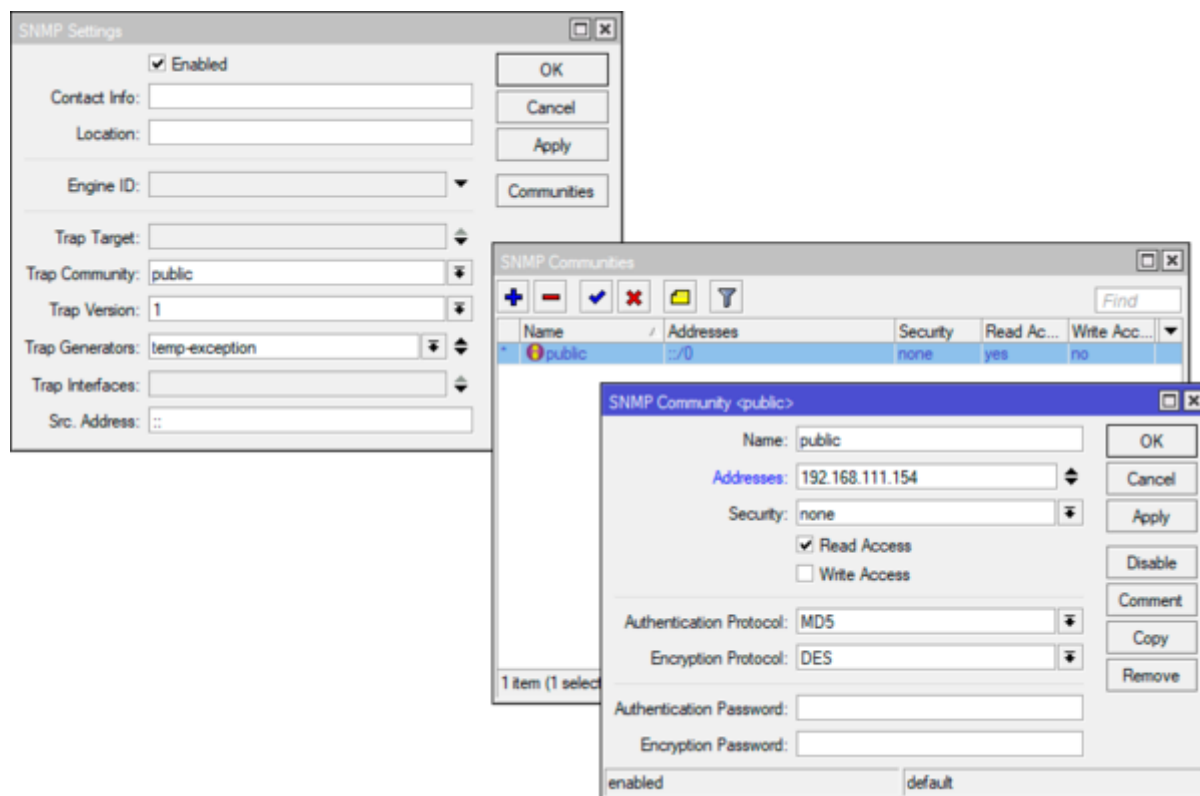 SNMP Settings
Enabled
Contact Info:
Location:
Engine ID:
Trap Target:
Trap Community: public
Trap Version: 1
Trap Generators: temp-exception
Trap Interfaces:
Src. Address: ::
OK
Cancel
Apply
Communities
SNMP Communities
Find
Name / Addresses Security Read Ac... Write Acc...
* public ::/0 none yes no
1 item (1 select
SNMP Community <public>
Name: public
Addresses: 192.168.111.154
Security: none
Read Access
Write Access
Authentication Protocol: MD5
Encryption Protocol: DES
Authentication Password:
Encryption Password:
OK
Cancel
Apply
Disable
Comment
Copy
Remove
enabled default